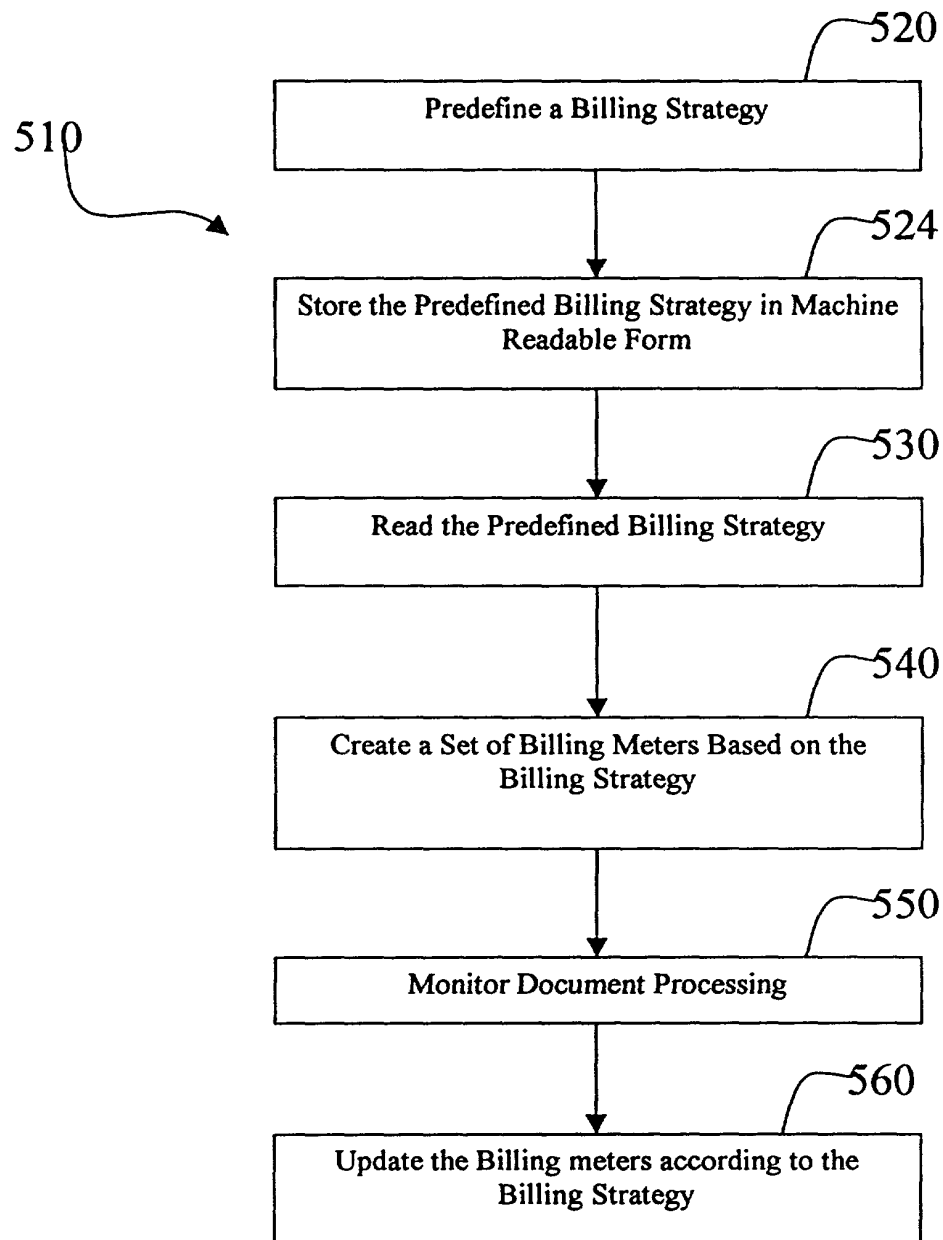 520
Predefine a Billing Strategy
510
524
Store the Predefined Billing Strategy in Machine
Readable Form
530
Read the Predefined Billing Strategy
540
Create a Set of Billing Meters Based on the
Billing Strategy
550
Monitor Document Processing
560
Update the Billing meters according to the
Billing Strategy